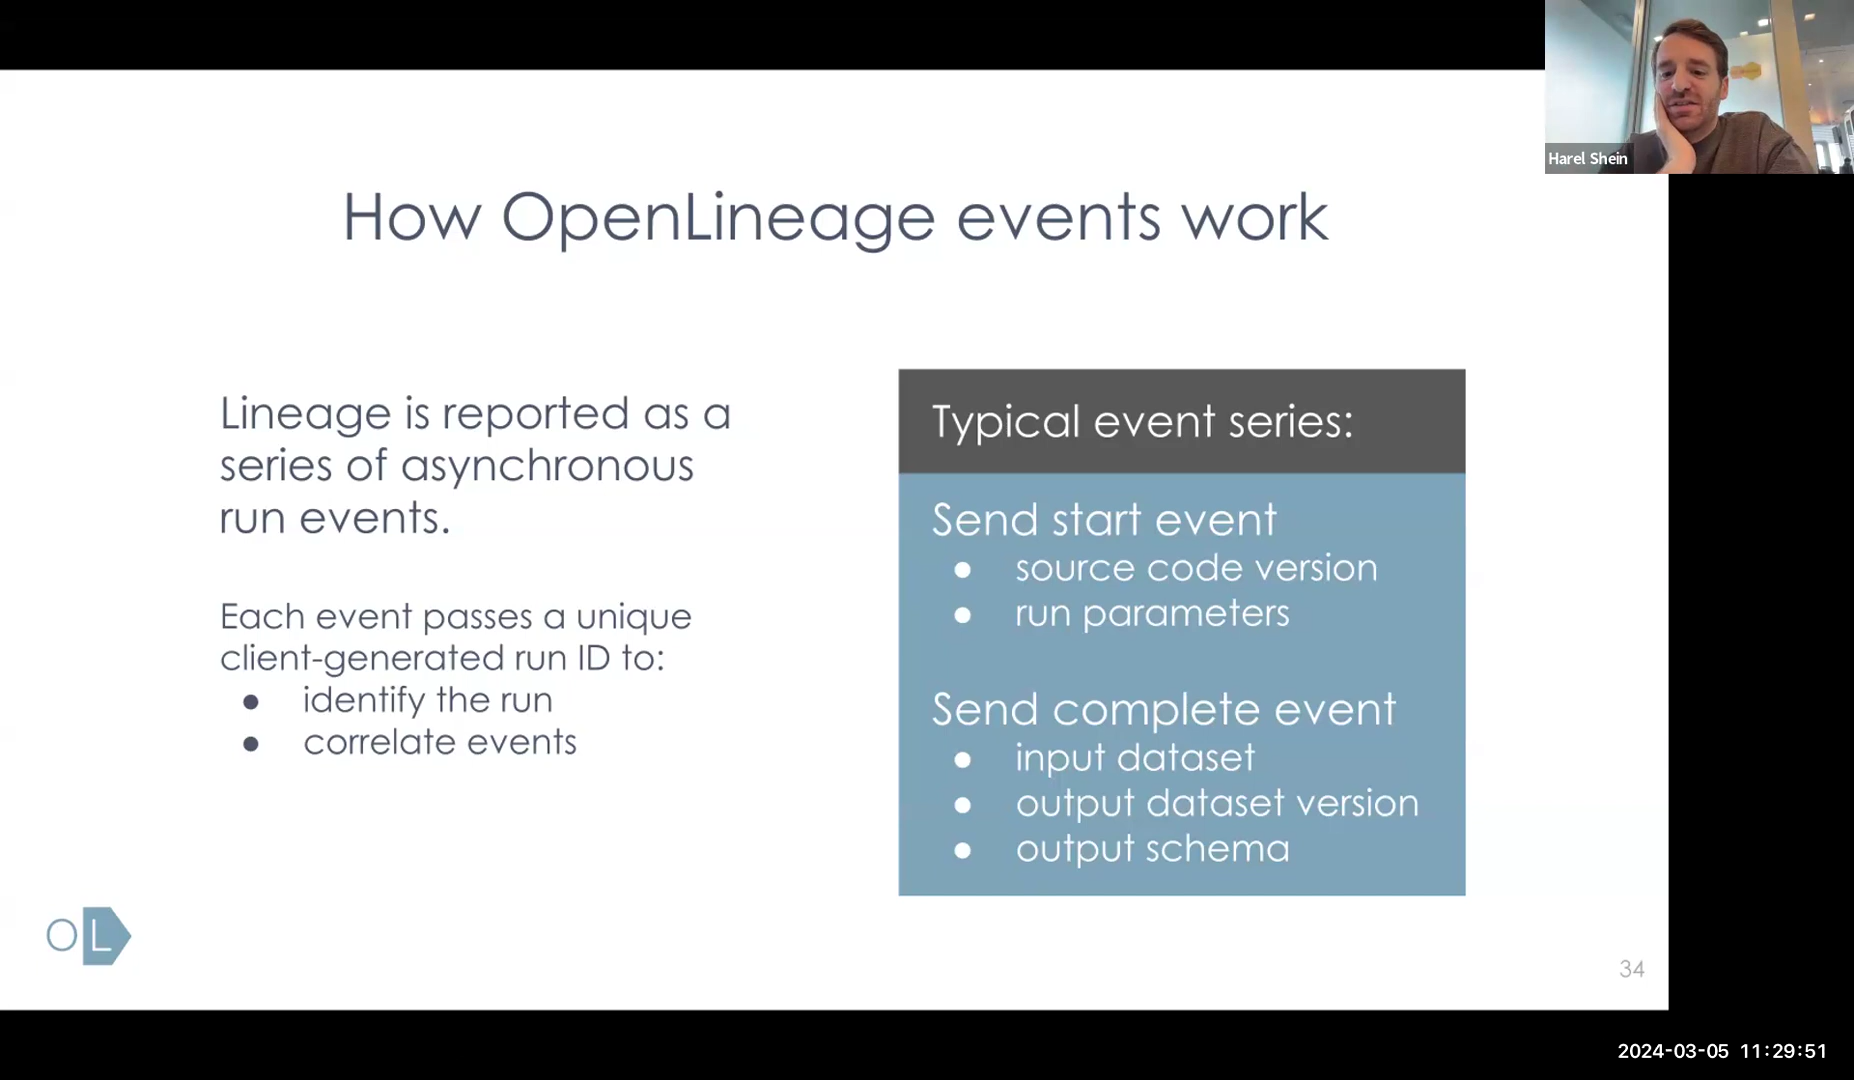 Harel Shein
How OpenLineage events work
Lineage is reported as a
series of asynchronous
run events.
Each event passes a unique
client-generated run ID to:
● identify the run
● correlate events
Typical event series:
Send start event
● source code version
● run parameters
Send complete event
● input dataset
● output dataset version
● output schema
OL
34
2024-03-05 11:29:51